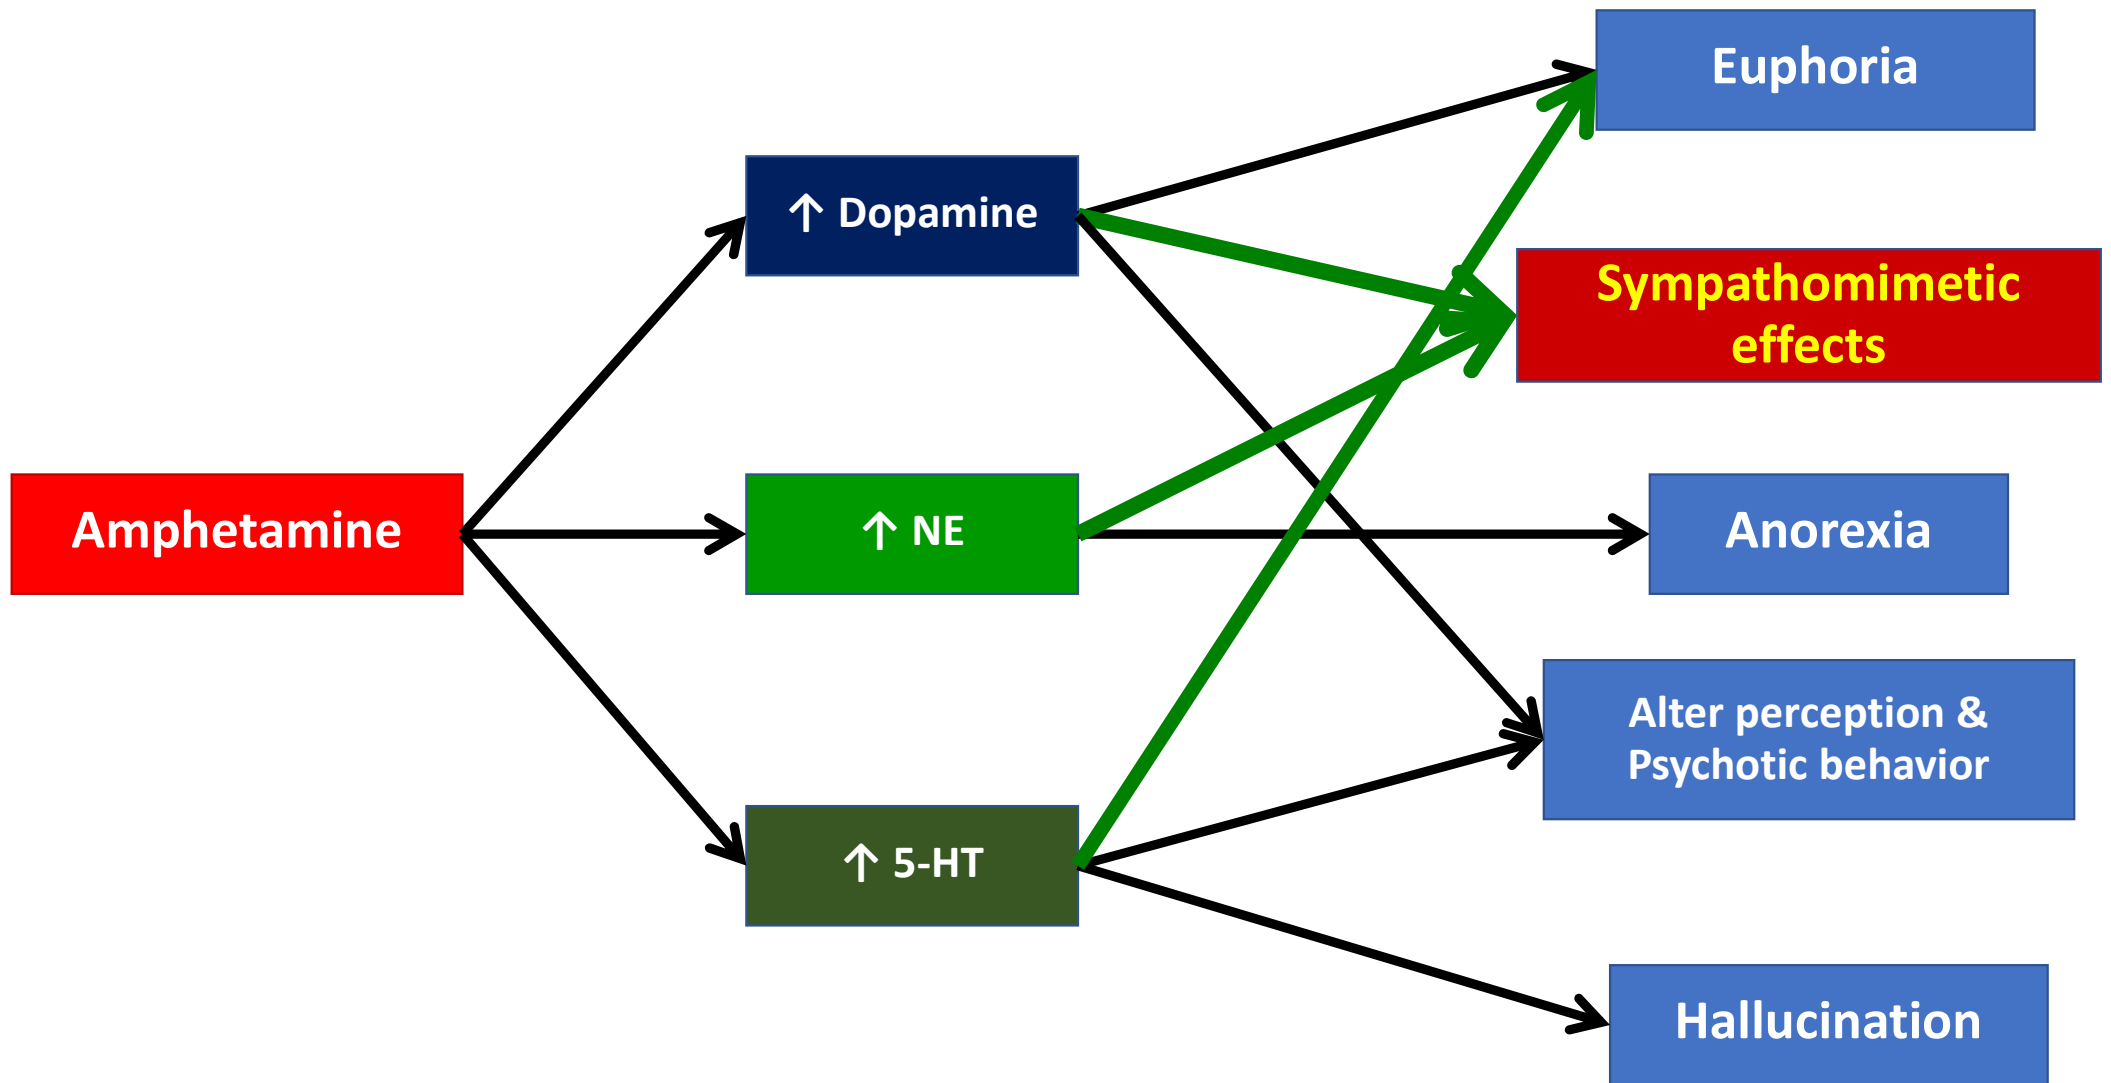 Euphoria
↑ Dopamine
Sympathomimetic
effects
Amphetamine
↑ NE
Anorexia
Alter perception &
Psychotic behavior
↑ 5-HT
Hallucination